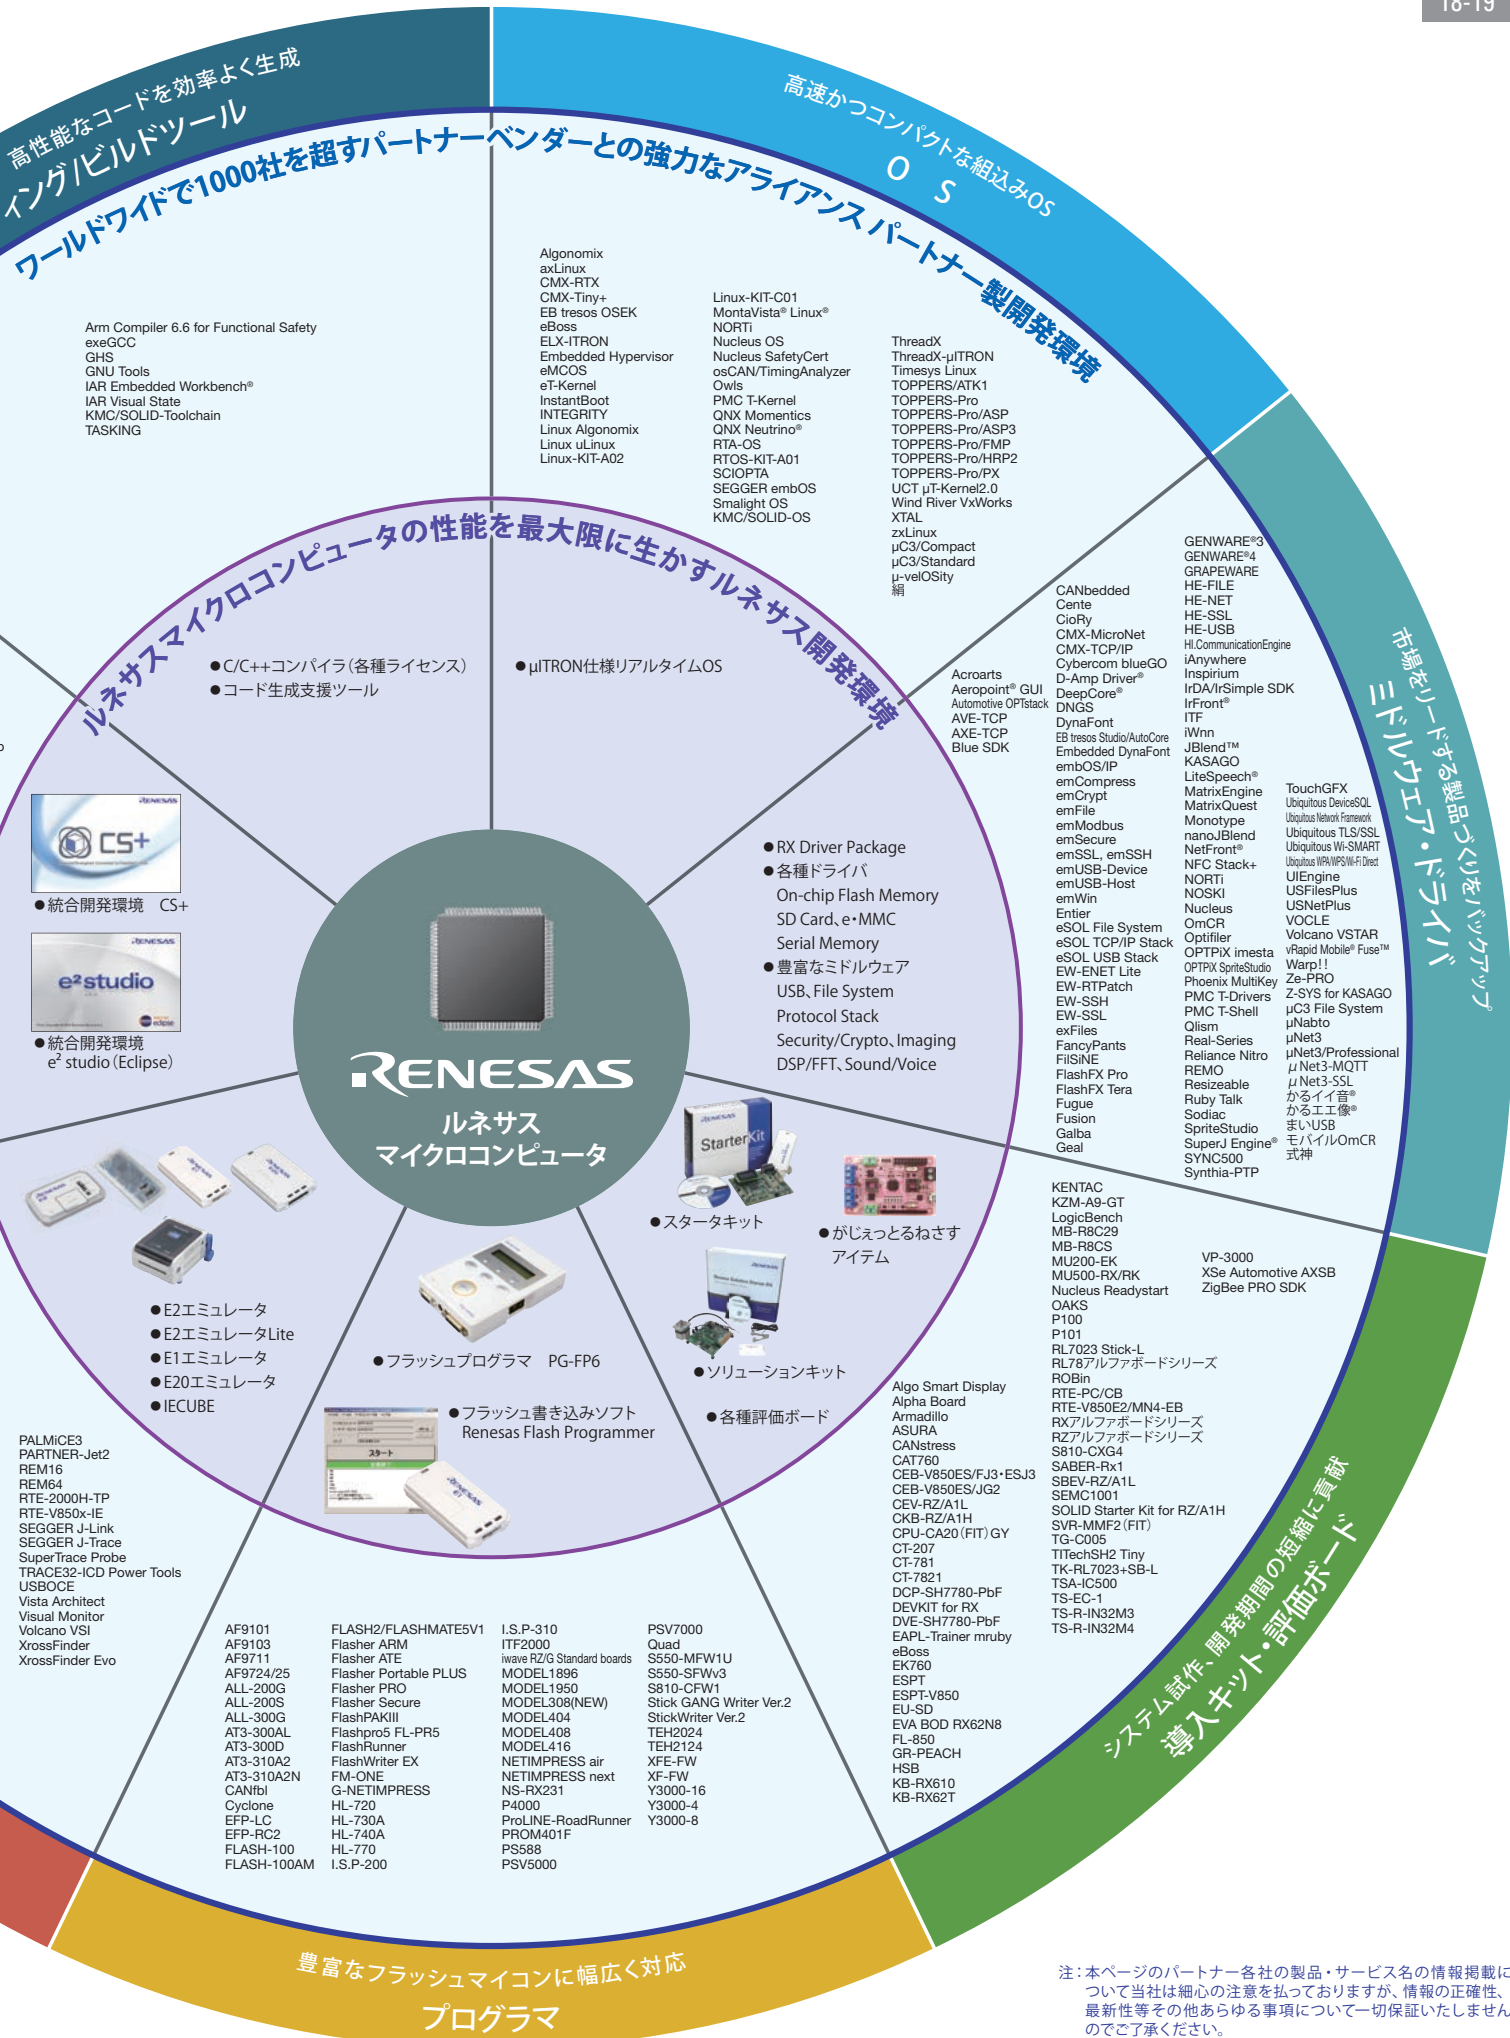 18-19
高性能なコードを効率よく生成
ィング/ビルドツール
高速かつコンパクトな組込みOS
O S
ワールドワイドで1000社を超すパートナーベンダーとの強力なアライアンス パートナー製開発環境
Arm Compiler 6.6 for Functional Safety
exeGCC
GHS
GNU Tools
IAR Embedded Workbench®
IAR Visual State
KMC/SOLID-Toolchain
TASKING
Algonomix
axLinux
CMX-RTX
CMX-Tiny+
EB tresos OSEK
eBoss
ELX-ITRON
Embedded Hypervisor
eMCOS
eT-Kernel
InstantBoot
INTEGRITY
Linux Algonomix
Linux uLinux
Linux-KIT-A02
Linux-KIT-C01
MontaVista® Linux®
NORTi
Nucleus OS
Nucleus SafetyCert
osCAN/TimingAnalyzer
Owls
PMC T-Kernel
QNX Momentics
QNX Neutrino®
RTA-OS
RTOS-KIT-A01
SCIOPTA
SEGGER embOS
Smalight OS
KMC/SOLID-OS
ThreadX
ThreadX-µITRON
Timesys Linux
TOPPERS/ATK1
TOPPERS-Pro
TOPPERS-Pro/ASP
TOPPERS-Pro/ASP3
TOPPERS-Pro/FMP
TOPPERS-Pro/HRP2
TOPPERS-Pro/PX
UCT µT-Kernel2.0
Wind River VxWorks
XTAL
zxLinux
µC3/Compact
µC3/Standard
µ-velOSity
絹
ルネサスマイクロコンピュータの性能を最大限に生かすルネサス開発環境
●C/C++コンパイラ（各種ライセンス）
●コード生成支援ツール
●µITRON仕様リアルタイムOS
市場をリードする製品づくりをバックアップ
ミドルウェア・ドライバ
Acroarts
Aeropoint® GUI
Automotive OPTstack
AVE-TCP
AXE-TCP
Blue SDK
CANbedded
Cente
CioRy
CMX-MicroNet
CMX-TCP/IP
Cybercom blueGO
D-Amp Driver®
DeepCore®
DNGS
DynaFont
EB tresos Studio/AutoCore
Embedded DynaFont
embOS/IP
emCompress
emCrypt
emFile
emModbus
emSecure
emSSL, emSSH
emUSB-Device
emUSB-Host
emWin
Entier
eSOL File System
eSOL TCP/IP Stack
eSOL USB Stack
EW-ENET Lite
EW-RTPatch
EW-SSH
EW-SSL
exFiles
FancyPants
FilSiNE
FlashFX Pro
FlashFX Tera
Fugue
Fusion
Galba
Geal
GENWARE®3
GENWARE®4
GRAPEWARE
HE-FILE
HE-NET
HE-SSL
HE-USB
HI.CommunicationEngine
iAnywhere
Inspirium
IrDA/IrSimple SDK
IrFront®
ITF
iWnn
JBlend™
KASAGO
LiteSpeech®
MatrixEngine
MatrixQuest
Monotype
nanoJBlend
NetFront®
NFC Stack+
NORTi
NOSKI
Nucleus
OmCR
Optifiler
OPTPiX imesta
OPTPiX SpriteStudio
Phoenix MultiKey
PMC T-Drivers
PMC T-Shell
Qlism
Real-Series
Reliance Nitro
REMO
Resizeable
Ruby Talk
Sodiac
SpriteStudio
SuperJ Engine®
SYNC500
Synthia-PTP
TouchGFX
Ubiquitous DeviceSQL
Ubiquitous Network Framework
Ubiquitous TLS/SSL
Ubiquitous Wi-SMART
Ubiquitous WPA/WPS/Wi-Fi Direct
UIEngine
USFilesPlus
USNetPlus
VOCLE
Volcano VSTAR
vRapid Mobile® Fuse™
Warp!!
Ze-PRO
Z-SYS for KASAGO
µC3 File System
µNabto
µNet3
µNet3/Professional
μNet3-MQTT
μNet3-SSL
かるイイ音®
かるエエ像®
まいUSB
モバイルOmCR
式神
RENESAS
CS+
●統合開発環境 CS+
RENESAS
e² studio
eclipse
●統合開発環境
e² studio（Eclipse）
●RX Driver Package
●各種ドライバ
On-chip Flash Memory
SD Card、e・MMC
Serial Memory
●豊富なミドルウェア
USB、File System
Protocol Stack
Security/Crypto、Imaging
DSP/FFT、Sound/Voice
RENESAS
ルネサス
マイクロコンピュータ
RENESAS
StarterKit
●スタータキット
●がじぇっとるねさす
アイテム
●ソリューションキット
●各種評価ボード
●E2エミュレータ
●E2エミュレータLite
●E1エミュレータ
●E20エミュレータ
●IECUBE
●フラッシュプログラマ PG-FP6
●フラッシュ書き込みソフト
Renesas Flash Programmer
スタート
RENESAS
E1
PALMiCE3
PARTNER-Jet2
REM16
REM64
RTE-2000H-TP
RTE-V850x-IE
SEGGER J-Link
SEGGER J-Trace
SuperTrace Probe
TRACE32-ICD Power Tools
USBOCE
Vista Architect
Visual Monitor
Volcano VSI
XrossFinder
XrossFinder Evo
AF9101
AF9103
AF9711
AF9724/25
ALL-200G
ALL-200S
ALL-300G
AT3-300AL
AT3-300D
AT3-310A2
AT3-310A2N
CANfbl
Cyclone
EFP-LC
EFP-RC2
FLASH-100
FLASH-100AM
FLASH2/FLASHMATE5V1
Flasher ARM
Flasher ATE
Flasher Portable PLUS
Flasher PRO
Flasher Secure
FlashPAKIII
Flashpro5 FL-PR5
FlashRunner
FlashWriter EX
FM-ONE
G-NETIMPRESS
HL-720
HL-730A
HL-740A
HL-770
I.S.P-200
I.S.P-310
ITF2000
iwave RZ/G Standard boards
MODEL1896
MODEL1950
MODEL308(NEW)
MODEL404
MODEL408
MODEL416
NETIMPRESS air
NETIMPRESS next
NS-RX231
P4000
ProLINE-RoadRunner
PROM401F
PS588
PSV5000
PSV7000
Quad
S550-MFW1U
S550-SFWv3
S810-CFW1
Stick GANG Writer Ver.2
StickWriter Ver.2
TEH2024
TEH2124
XFE-FW
XF-FW
Y3000-16
Y3000-4
Y3000-8
Algo Smart Display
Alpha Board
Armadillo
ASURA
CANstress
CAT760
CEB-V850ES/FJ3・ESJ3
CEB-V850ES/JG2
CEV-RZ/A1L
CKB-RZ/A1H
CPU-CA20（FIT）GY
CT-207
CT-781
CT-7821
DCP-SH7780-PbF
DEVKIT for RX
DVE-SH7780-PbF
EAPL-Trainer mruby
eBoss
EK760
ESPT
ESPT-V850
EU-SD
EVA BOD RX62N8
FL-850
GR-PEACH
HSB
KB-RX610
KB-RX62T
KENTAC
KZM-A9-GT
LogicBench
MB-R8C29
MB-R8CS
MU200-EK
MU500-RX/RK
Nucleus Readystart
OAKS
P100
P101
RL7023 Stick-L
RL78アルファボードシリーズ
ROBin
RTE-PC/CB
RTE-V850E2/MN4-EB
RXアルファボードシリーズ
RZアルファボードシリーズ
S810-CXG4
SABER-Rx1
SBEV-RZ/A1L
SEMC1001
SOLID Starter Kit for RZ/A1H
SVR-MMF2（FIT）
TG-C005
TITechSH2 Tiny
TK-RL7023+SB-L
TSA-IC500
TS-EC-1
TS-R-IN32M3
TS-R-IN32M4
VP-3000
XSe Automotive AXSB
ZigBee PRO SDK
システム試作、開発期間の短縮に貢献
導入キット・評価ボード
豊富なフラッシュマイコンに幅広く対応
プログラマ
注：本ページのパートナー各社の製品・サービス名の情報掲載に
ついて当社は細心の注意を払っておりますが、情報の正確性、
最新性等その他あらゆる事項について一切保証いたしません
のでご了承ください。